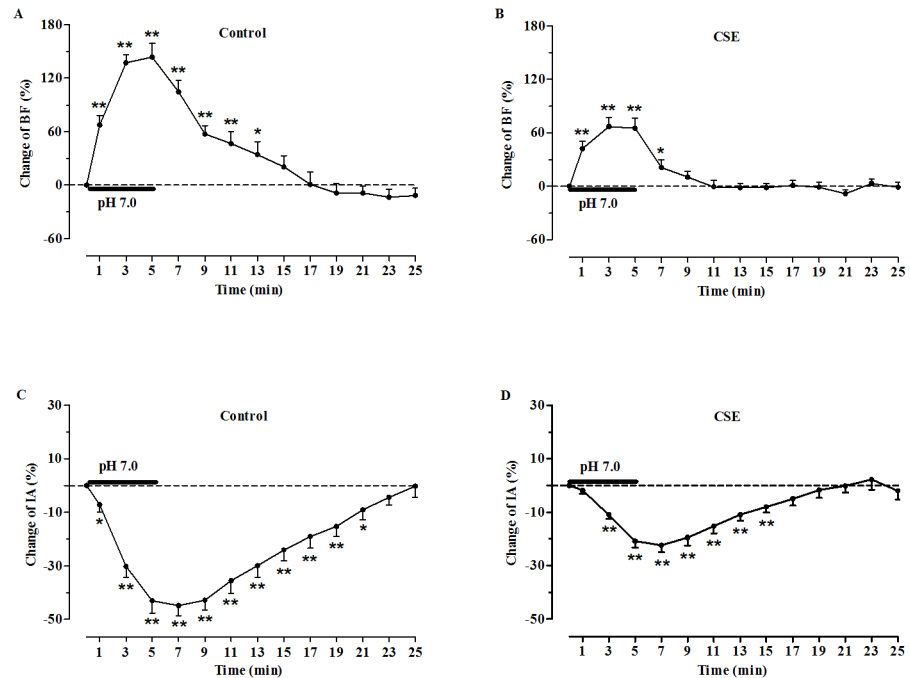 A
Control
180
120
60
0
-60
Change of BF (%)
** ** ** ** ** ** *
pH 7.0
1 3 5 7 9 11 13 15 17 19 21 23 25
Time (min)
B
CSE
180
120
60
0
-60
Change of BF (%)
** ** ** *
pH 7.0
1 3 5 7 9 11 13 15 17 19 21 23 25
Time (min)
C
Control
30
10
-10
-30
-50
Change of IA (%)
pH 7.0
* ** ** ** ** ** ** ** ** ** *
1 3 5 7 9 11 13 15 17 19 21 23 25
Time (min)
D
CSE
30
10
-10
-30
-50
Change of IA (%)
pH 7.0
** ** ** ** ** ** **
1 3 5 7 9 11 13 15 17 19 21 23 25
Time (min)